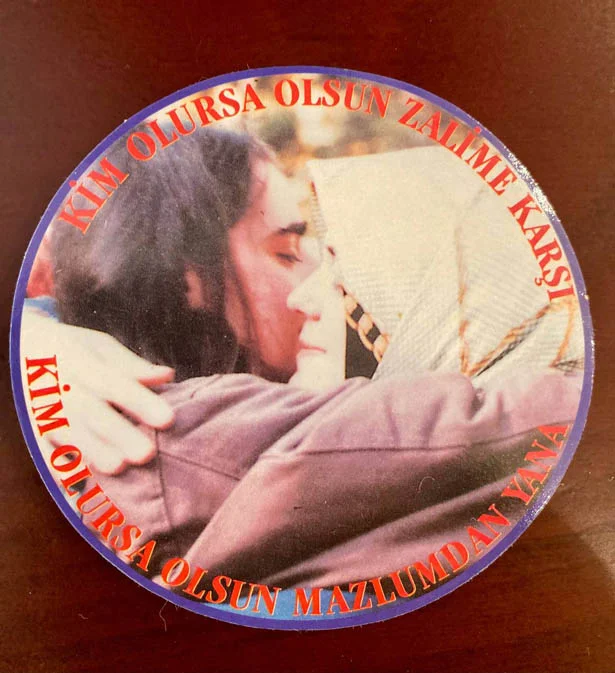 KİM OLURSA OLSUN ZALİME KARŞI
KİM OLURSA OLSUN MAZLUMDAN YANA